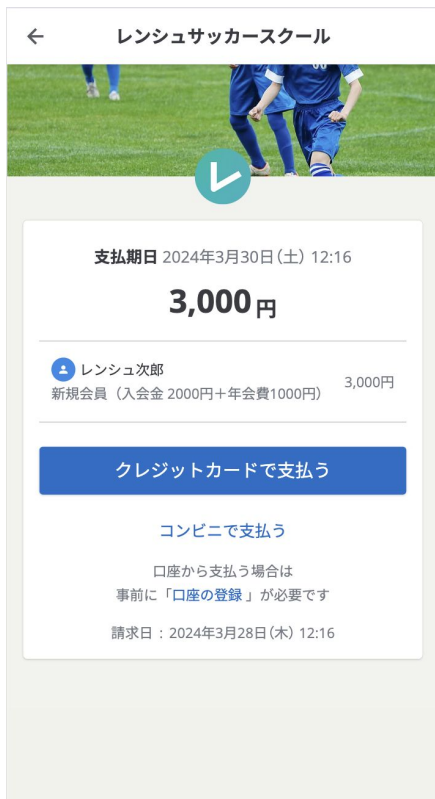 レンシュサッカースクール
支払期日 2024年3月30日(土) 12:16
3,000 円
レンシュ次郎
新規会員（入会金 2000円＋年会費1000円）
3,000円
クレジットカードで支払う
コンビニで支払う
口座から支払う場合は
事前に「口座の登録 」が必要です
請求日 : 2024年3月28日(木) 12:16